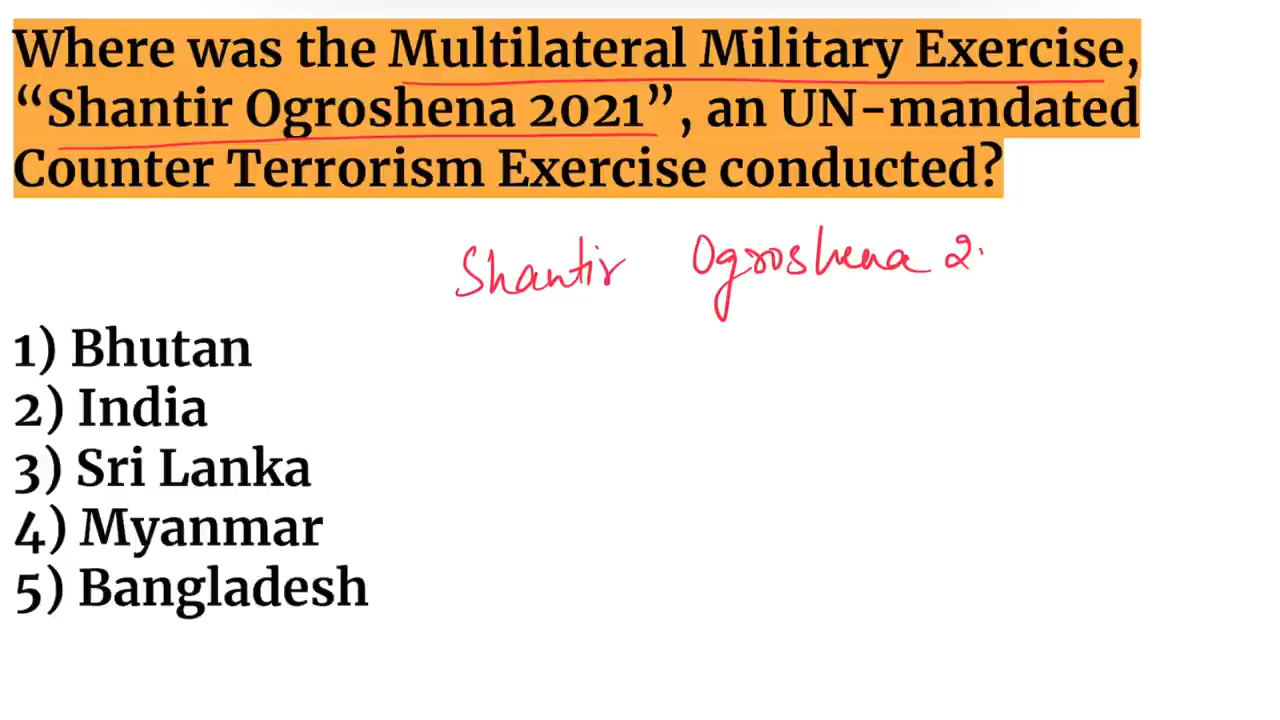 Where was the Multilateral Military Exercise,
“Shantir Ogroshena 2021”, an UN-mandated
Counter Terrorism Exercise conducted?
Shantir Ogroshena 2
1) Bhutan
2) India
3) Sri Lanka
4) Myanmar
5) Bangladesh